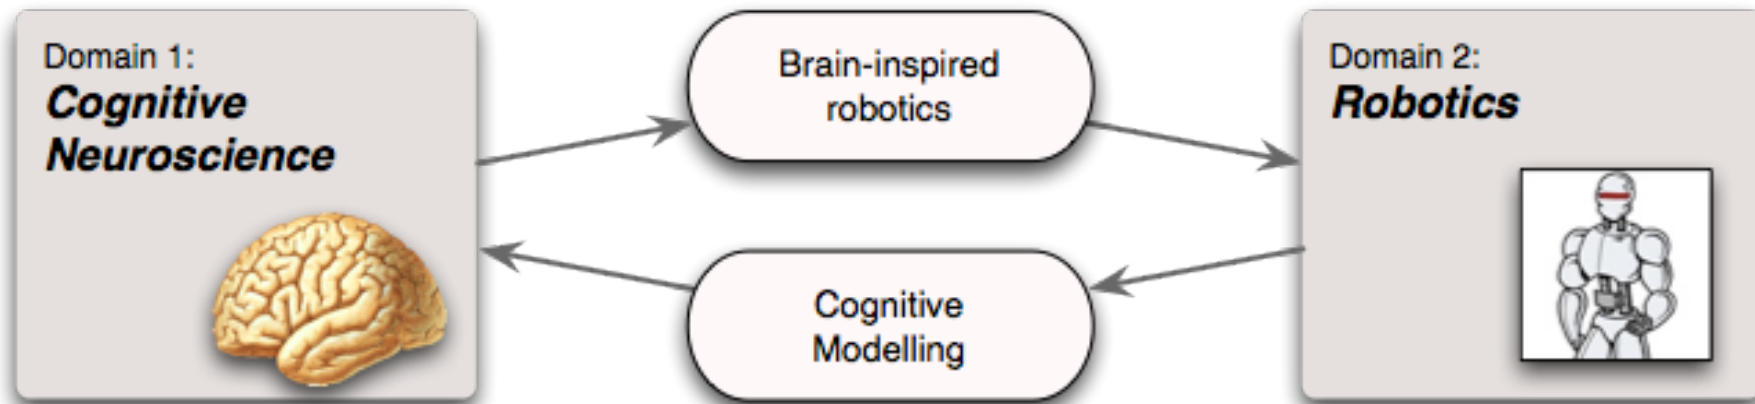 Domain 1:
Cognitive
Neuroscience
Brain-inspired
robotics
Cognitive
Modelling
Domain 2:
Robotics